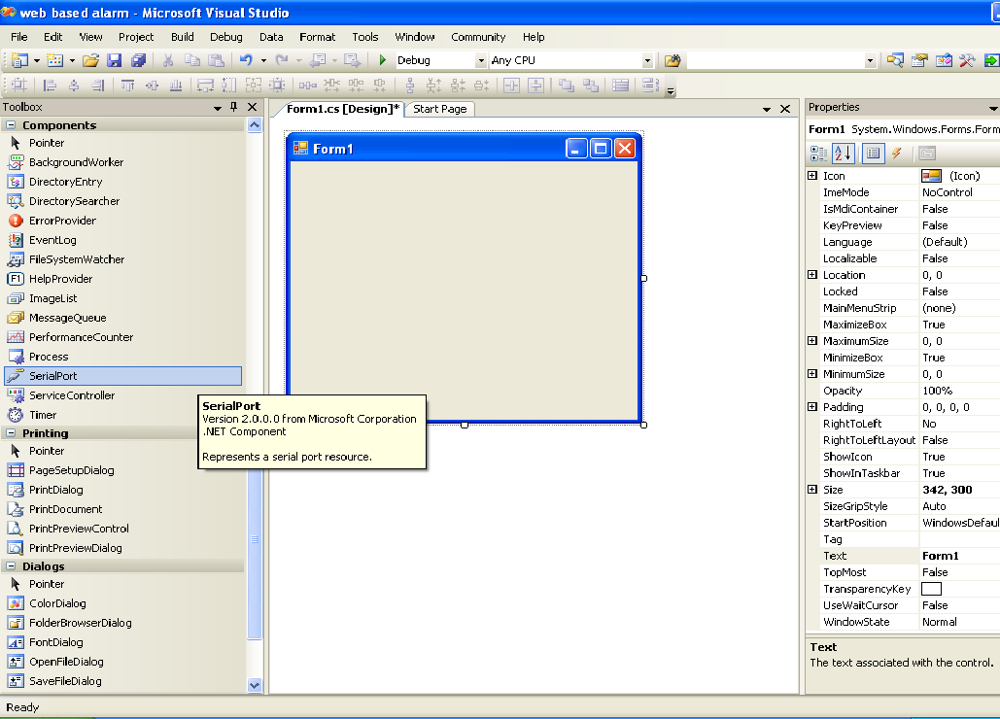 web based alarm - Microsoft Visual Studio
File Edit View Project Build Debug Data Format Tools Window Community Help
Debug Any CPU
Toolbox
Components
Pointer
BackgroundWorker
DirectoryEntry
DirectorySearcher
ErrorProvider
EventLog
FileSystemWatcher
HelpProvider
ImageList
MessageQueue
PerformanceCounter
Process
SerialPort
ServiceController
Timer
Printing
Pointer
PageSetupDialog
PrintDialog
PrintDocument
PrintPreviewControl
PrintPreviewDialog
Dialogs
Pointer
ColorDialog
FolderBrowserDialog
FontDialog
OpenFileDialog
SaveFileDialog
SerialPort
Version 2.0.0.0 from Microsoft Corporation
.NET Component
Represents a serial port resource.
Form1.cs [Design]* Start Page
Form1
Properties
Form1 System.Windows.Forms.Form
Icon (Icon)
ImeMode NoControl
IsMdiContainer False
KeyPreview False
Language (Default)
Localizable False
Location 0, 0
Locked False
MainMenuStrip (none)
MaximizeBox True
MaximumSize 0, 0
MinimizeBox True
MinimumSize 0, 0
Opacity 100%
Padding 0, 0, 0, 0
RightToLeft No
RightToLeftLayout False
ShowIcon True
ShowInTaskbar True
Size 342, 300
SizeGripStyle Auto
StartPosition WindowsDefaul
Tag
Text Form1
TopMost False
TransparencyKey
UseWaitCursor False
WindowState Normal
Text
The text associated with the control.
Ready